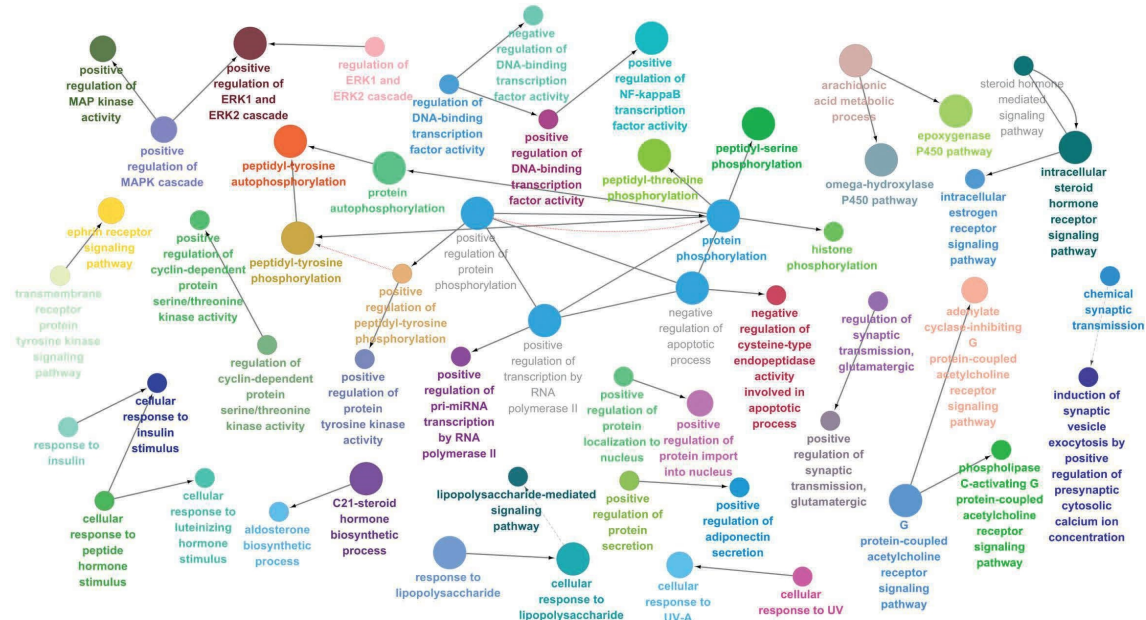 positive
regulation of
MAP kinase
activity
positive
regulation of
ERK1 and
ERK2 cascade
regulation of
ERK1 and
ERK2 cascade
negative
regulation of
DNA-binding
transcription
factor activity
regulation of
DNA-binding
transcription
factor activity
positive
regulation of
NF-kappaB
transcription
factor activity
arachidonic
acid metabolic
process
epoxygenase
P450 pathway
omega-hydroxylase
P450 pathway
steroid hormone
mediated
signaling
pathway
intracellular
steroid
hormone
receptor
signaling
pathway
intracellular
estrogen
receptor
signaling
pathway
positive
regulation of
MAPK cascade
peptidyl-tyrosine
autophosphorylation
protein
autophosphorylation
positive
regulation of
DNA-binding
transcription
factor activity
peptidyl-threonine
phosphorylation
peptidyl-serine
phosphorylation
signaling
pathway
transmembrane
receptor
protein
tyrosine kinase
signaling
pathway
positive
regulation of
cyclin-dependent
protein
serine/threonine
kinase activity
peptidyl-tyrosine
phosphorylation
positive
regulation of
protein
phosphorylation
protein
phosphorylation
histone
phosphorylation
positive
regulation of
peptidyl-tyrosine
phosphorylation
negative
regulation of
apoptotic
process
negative
regulation of
cysteine-type
endopeptidase
activity
involved in
apoptotic
process
regulation of
synaptic
transmission,
glutamatergic
adenylate
cyclase-inhibiting
G
protein-coupled
acetylcholine
receptor
signaling
pathway
chemical
synaptic
transmission
regulation of
cyclin-dependent
protein
serine/threonine
kinase activity
positive
regulation of
protein
tyrosine kinase
activity
positive
regulation of
pri-miRNA
transcription
by RNA
polymerase II
positive
regulation of
transcription by
RNA
polymerase II
positive
regulation of
protein
localization to
nucleus
positive
regulation of
protein import
into nucleus
positive
regulation of
synaptic
transmission,
glutamatergic
induction of
synaptic
vesicle
exocytosis by
positive
regulation of
presynaptic
cytosolic
calcium ion
concentration
response to
insulin
cellular
response to
insulin
stimulus
cellular
response to
peptide
hormone
stimulus
cellular
response to
luteinizing
hormone
stimulus
aldosterone
biosynthetic
process
C21-steroid
hormone
biosynthetic
process
lipopolysaccharide-mediated
signaling
pathway
response to
lipopolysaccharide
cellular
response to
lipopolysaccharide
positive
regulation of
protein
secretion
positive
regulation of
adiponectin
secretion
cellular
response to
UV-A
cellular
response to UV
G
protein-coupled
acetylcholine
receptor
signaling
pathway
phospholipase
C-activating G
protein-coupled
acetylcholine
receptor
signaling
pathway